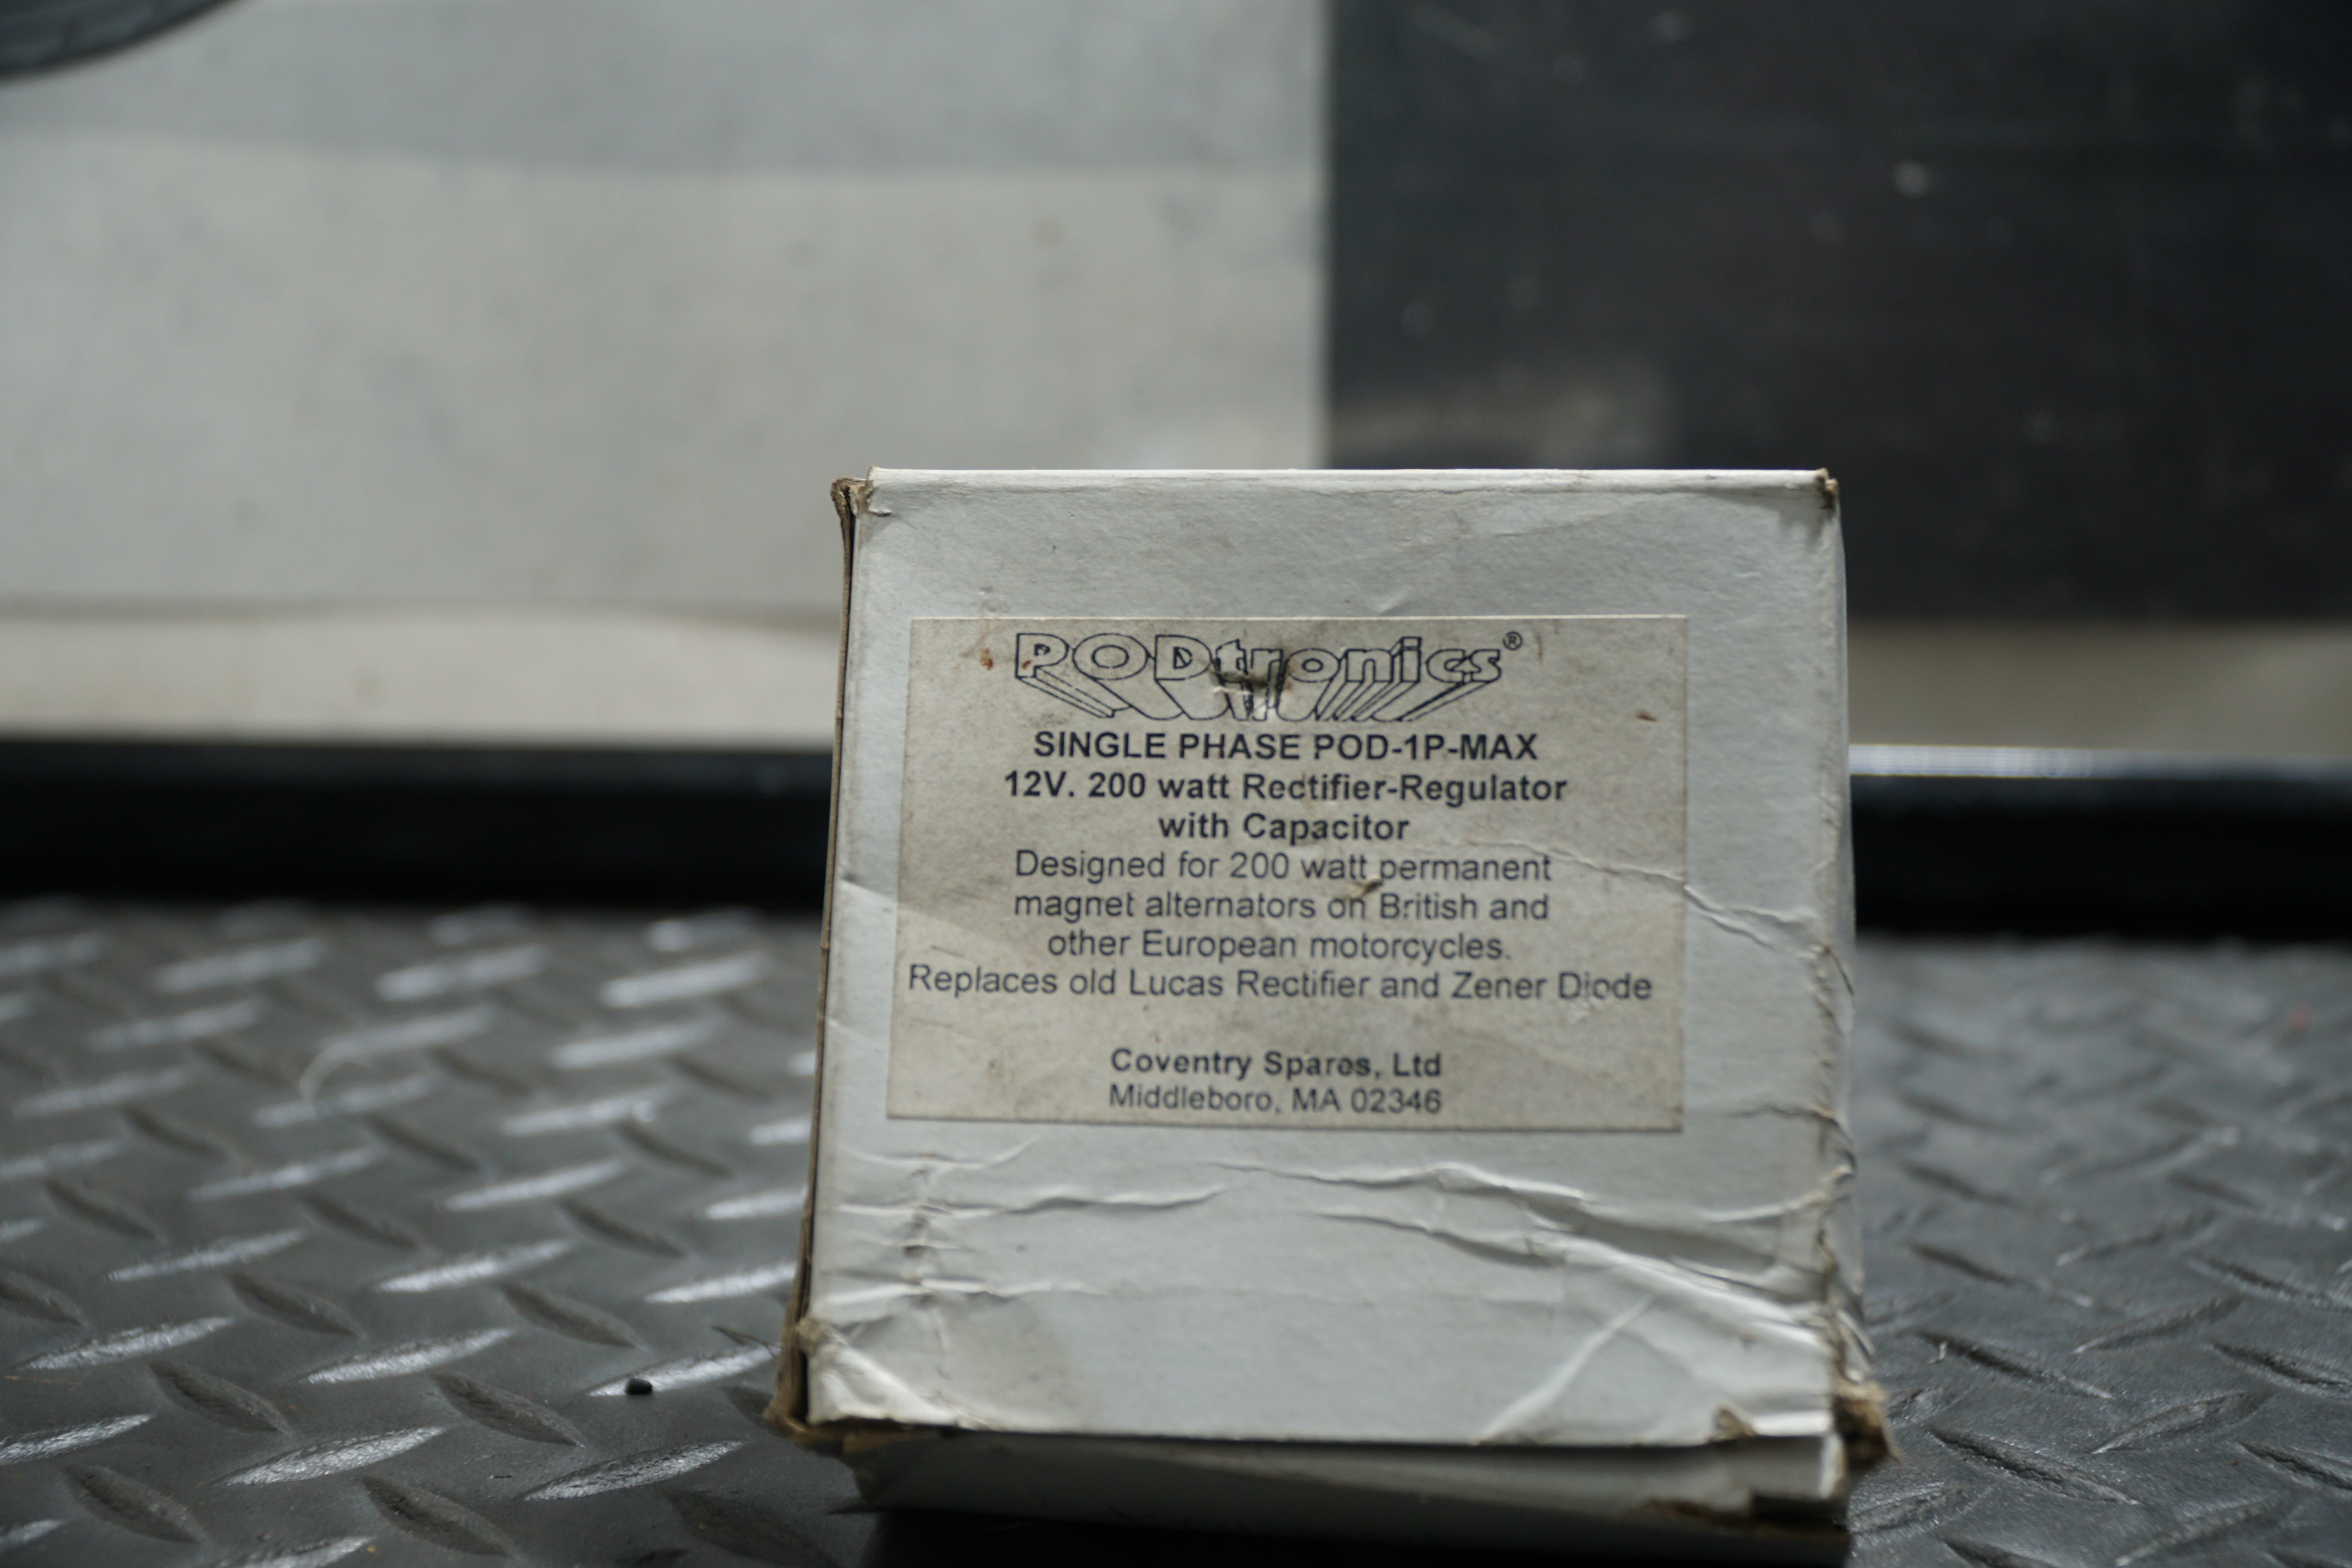 PODtronics®
SINGLE PHASE POD-1P-MAX
12V. 200 watt Rectifier-Regulator
with Capacitor
Designed for 200 watt permanent
magnet alternators on British and
other European motorcycles.
Replaces old Lucas Rectifier and Zener Diode
Coventry Spares, Ltd
Middleboro, MA 02346